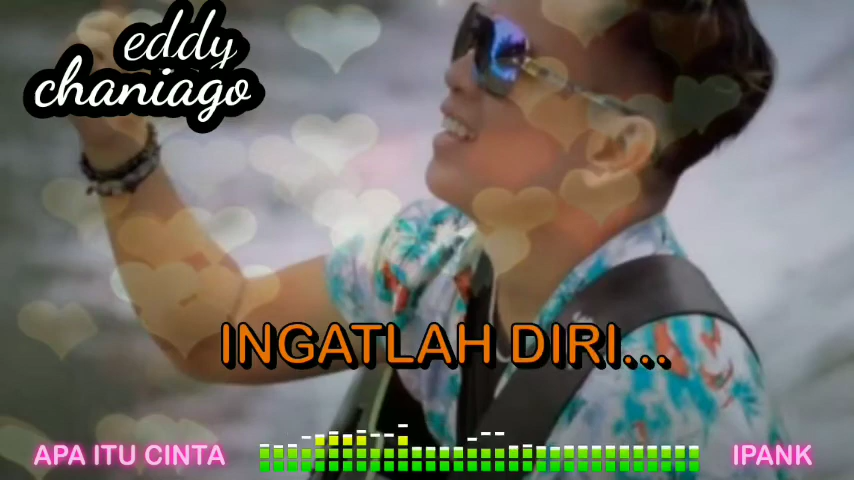 eddy
chaniago
INGATLAH DIRI...
APA ITU CINTA
IPANK